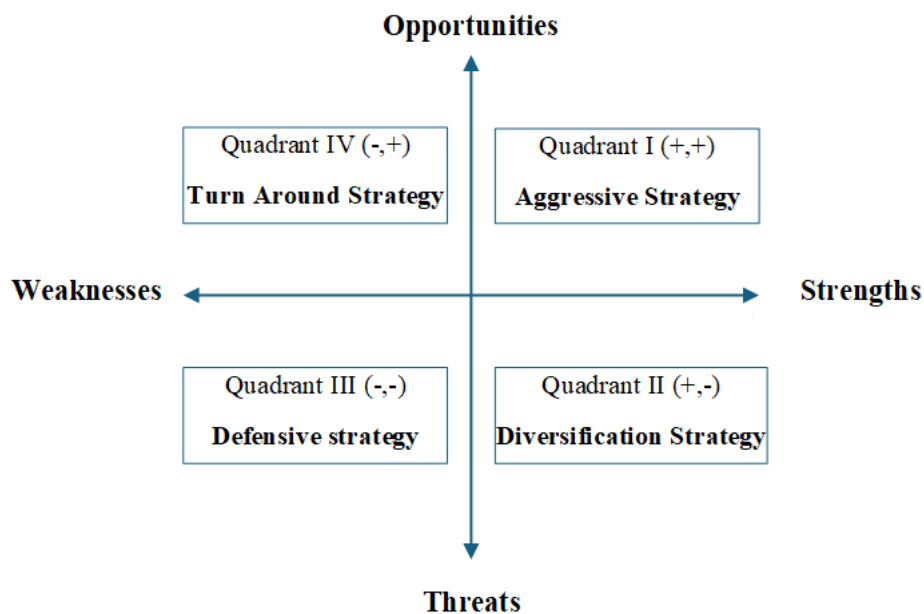 Opportunities
Quadrant IV (-,+)
Turn Around Strategy
Quadrant I (+,+)
Aggressive Strategy
Weaknesses
Strengths
Quadrant III (-,-)
Defensive strategy
Quadrant II (+,-)
Diversification Strategy
Threats